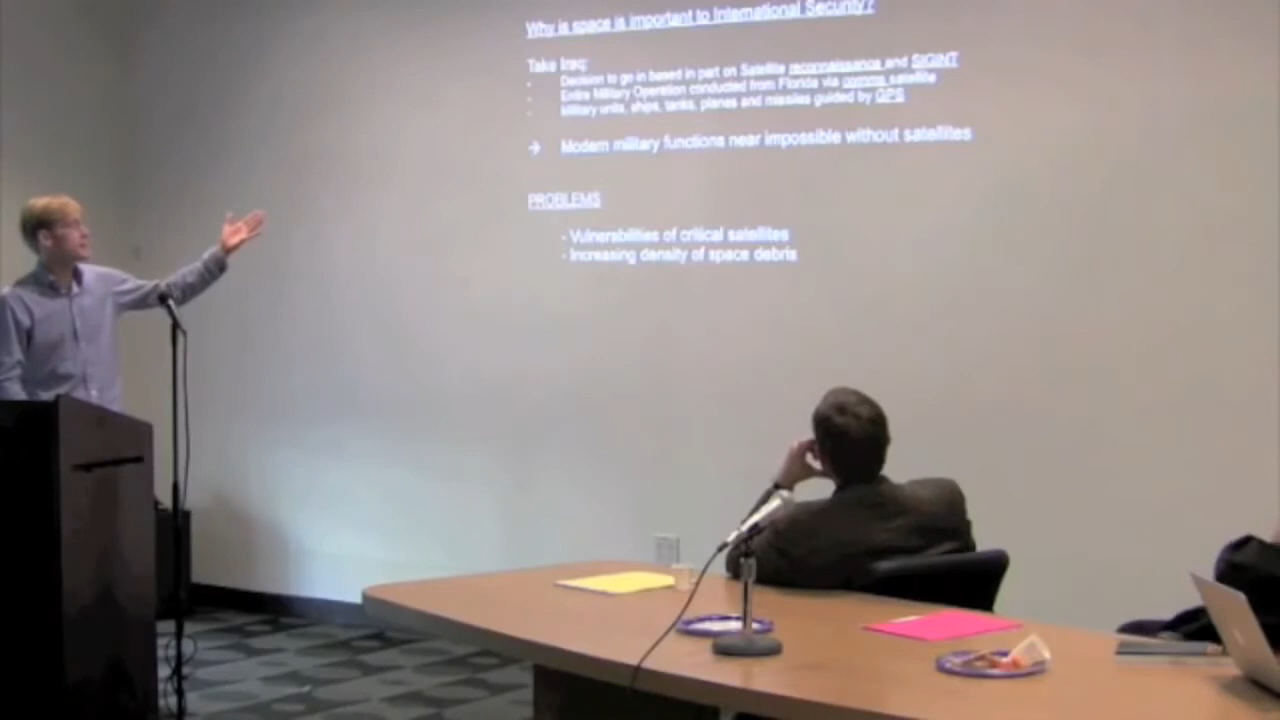 Why is space is important to International Security?
Take Iraq:
- Decision to go in based in part on Satellite reconnaissance and SIGINT
- Entire Military Operation conducted from Florida via comms satellite
- Military units, ships, tanks, planes and missiles guided by GPS
→ Modern military functions near impossible without satellites
PROBLEMS
- Vulnerabilities of critical satellites
- Increasing density of space debris